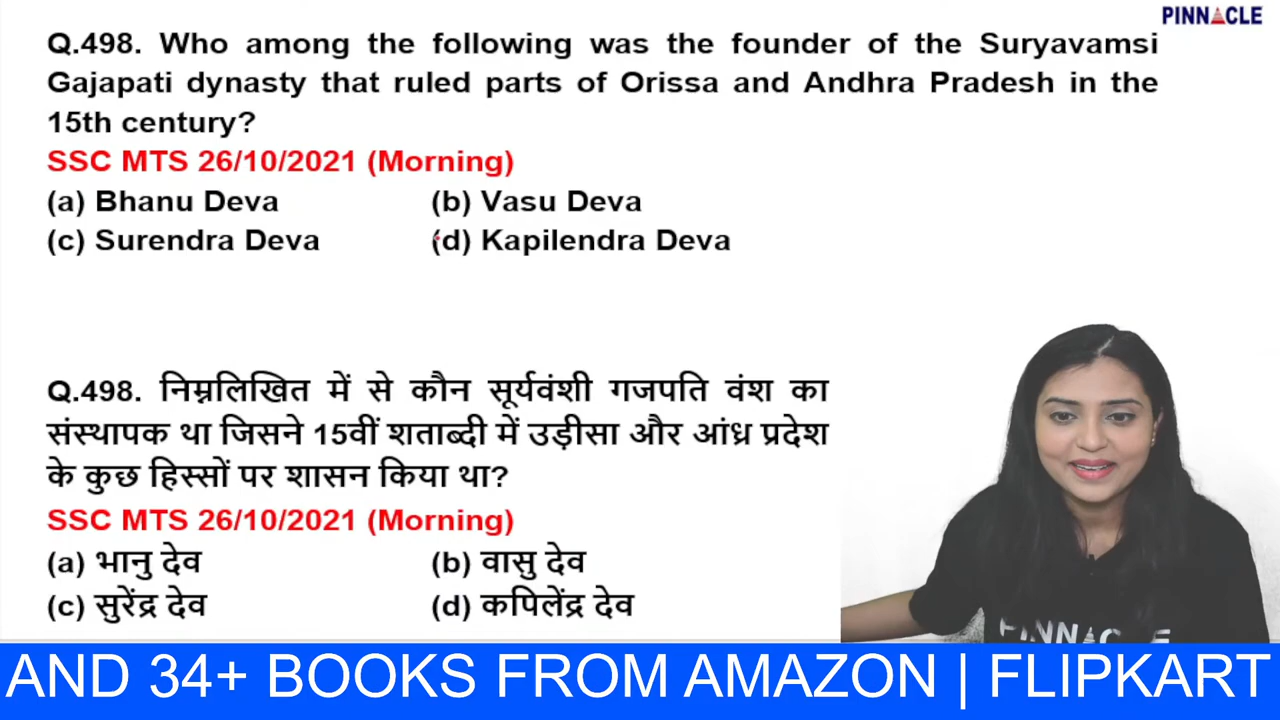 PINNACLE
Q.498. Who among the following was the founder of the Suryavamsi
Gajapati dynasty that ruled parts of Orissa and Andhra Pradesh in the
15th century?
SSC MTS 26/10/2021 (Morning)
(a) Bhanu Deva (b) Vasu Deva
(c) Surendra Deva (d) Kapilendra Deva
Q.498. निम्नलिखित में से कौन सूर्यवंशी गजपति वंश का
संस्थापक था जिसने 15वीं शताब्दी में उड़ीसा और आंध्र प्रदेश
के कुछ हिस्सों पर शासन किया था?
SSC MTS 26/10/2021 (Morning)
(a) भानु देव (b) वासु देव
(c) सुरेंद्र देव (d) कपिलेंद्र देव
PINNACLE
AND 34+ BOOKS FROM AMAZON | FLIPKART